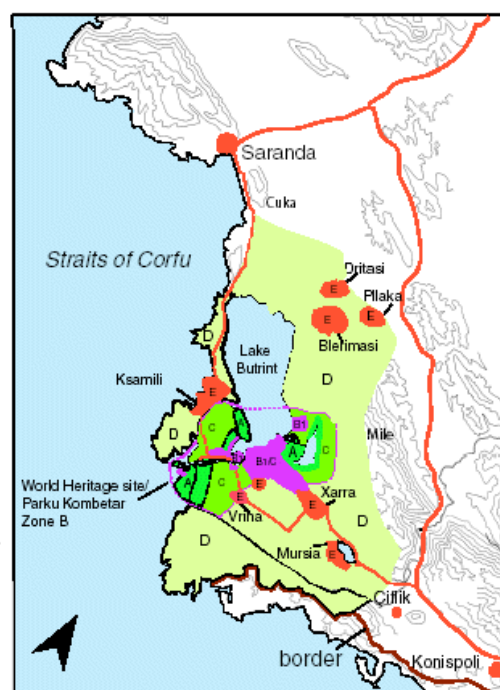 Saranda
Cuka
Straits of Corfu
Dritasi
E
Pllaka
E
E
Blerimasi
D
Lake
Butrint
D
Ksamili
E
D
C
A
B1
Mile
C
A
B1/C
World Heritage site/
Parku Kombetar
Zone B
A
C
E
E
E
Xarra
Vrina
D
D
Mursia
E
Çiflik
border
Konispoli